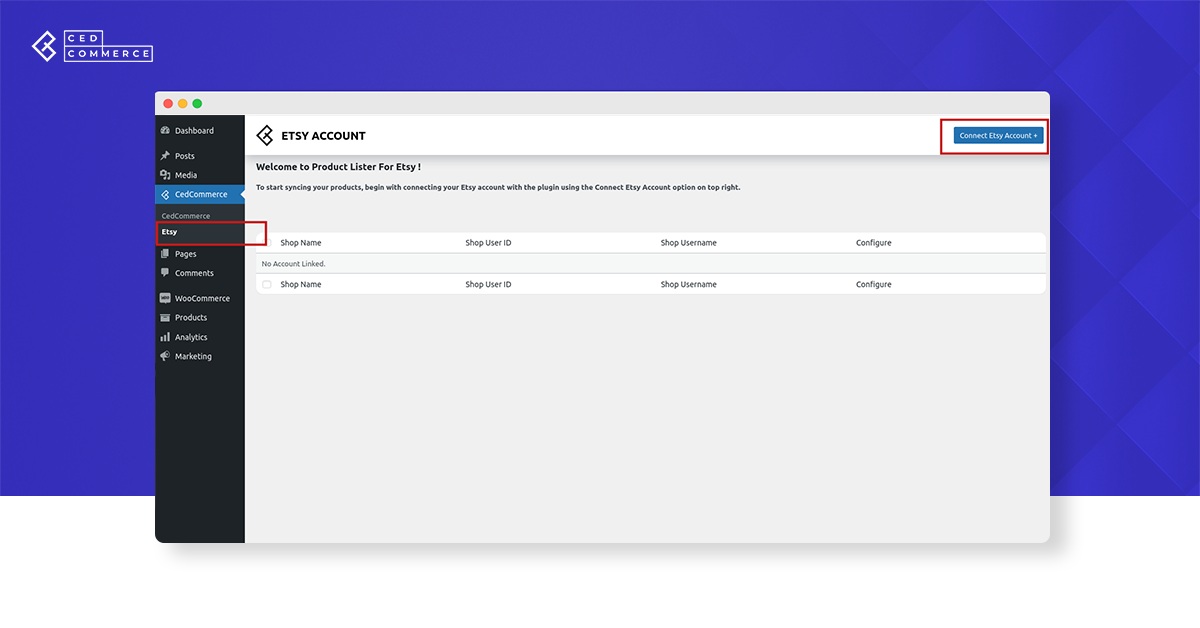 CED
COMMERCE
Dashboard
Posts
Media
CedCommerce
CedCommerce
Etsy
Pages
Comments
WooCommerce
Products
Analytics
Marketing
ETSY ACCOUNT
Connect Etsy Account +
Welcome to Product Lister For Etsy !
To start syncing your products, begin with connecting your Etsy account with the plugin using the Connect Etsy Account option on top right.
Shop Name Shop User ID Shop Username Configure
No Account Linked.
Shop Name Shop User ID Shop Username Configure